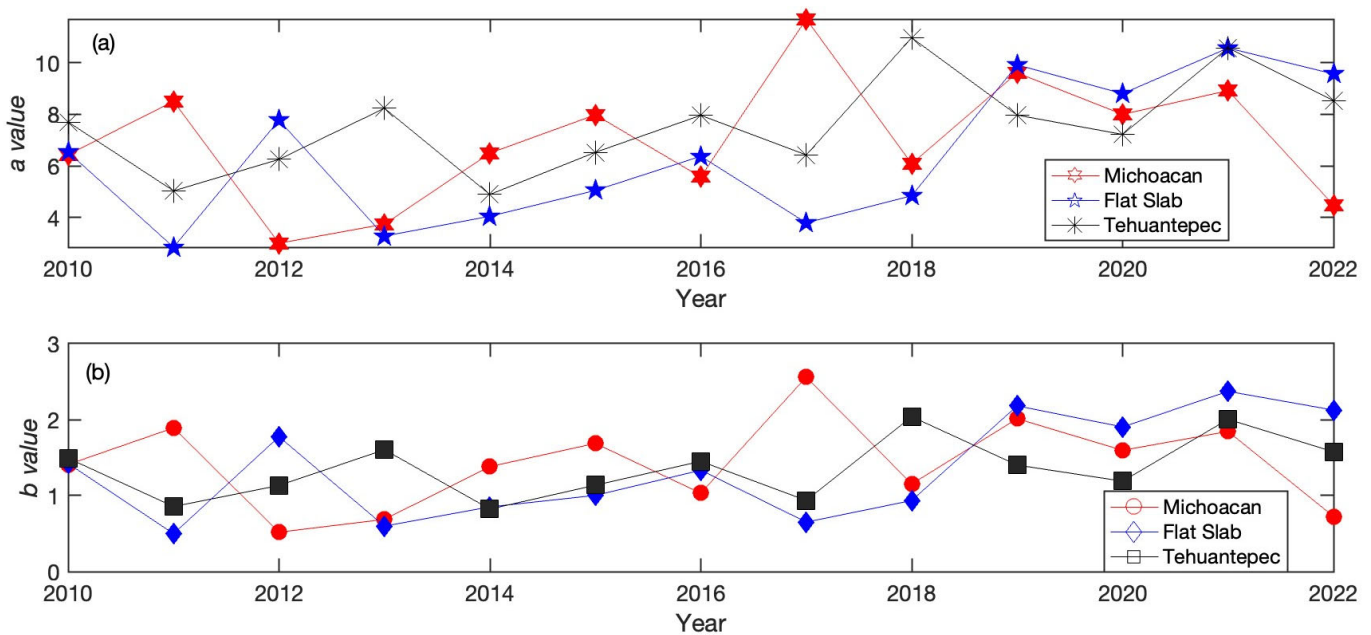 (a)
a value
10
8
6
4
2010 2012 2014 2016 2018 2020 2022
Year
Michoacan
Flat Slab
Tehuantepec
(b)
b value
3
2
1
0
2010 2012 2014 2016 2018 2020 2022
Year
Michoacan
Flat Slab
Tehuantepec